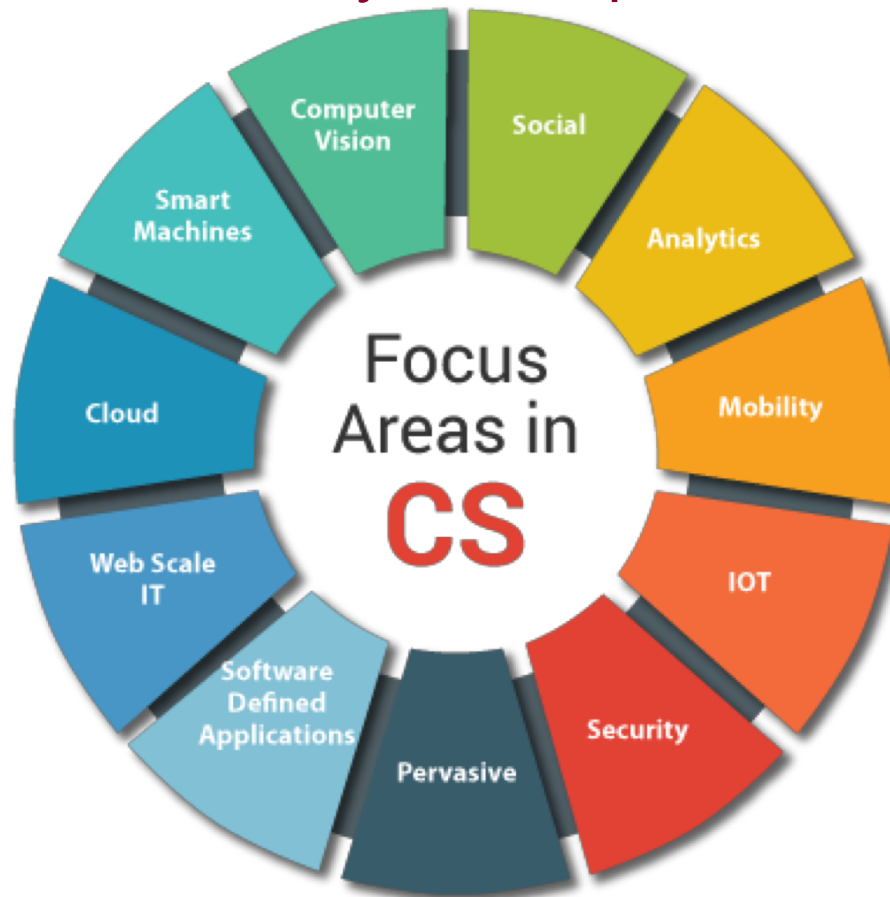 Computer
Vision
Social
Analytics
Mobility
IOT
Security
Pervasive
Software
Defined
Applications
Web Scale
IT
Cloud
Smart
Machines
Focus
Areas in
CS